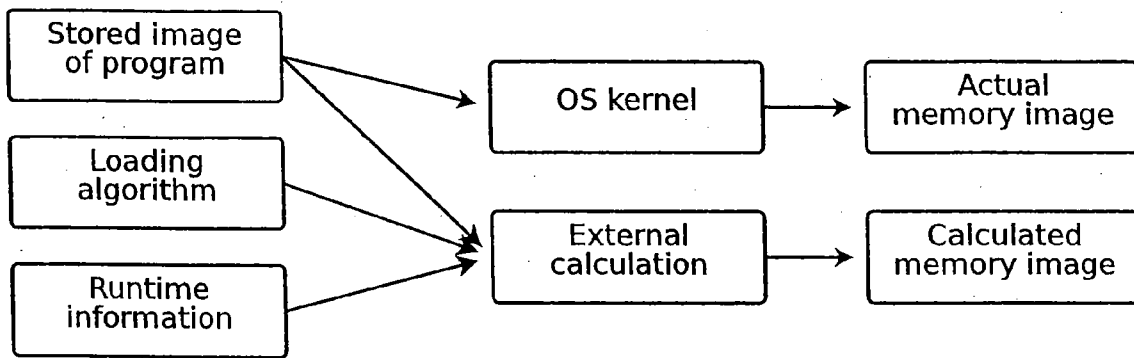 Stored image
of program
OS kernel
Actual
memory image
Loading
algorithm
External
calculation
Calculated
memory image
Runtime
information